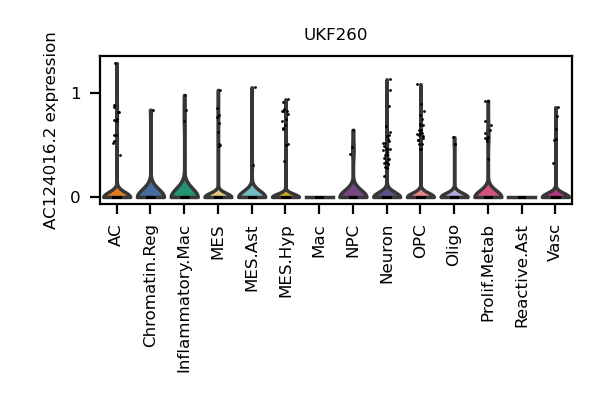 UKF260
AC124016.2 expression
1
0
AC
Chromatin.Reg
Inflammatory.Mac
MES
MES.Ast
MES.Hyp
Mac
NPC
Neuron
OPC
Oligo
Prolif.Metab
Reactive.Ast
Vasc